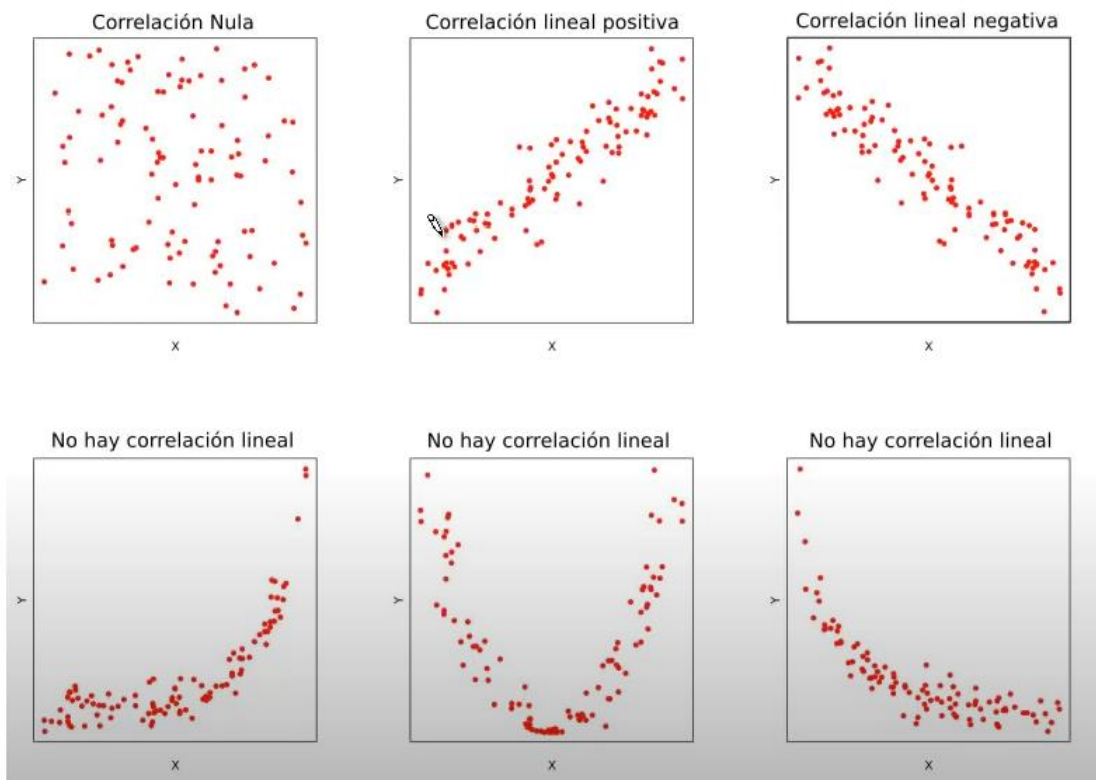 Correlación Nula
Correlación lineal positiva
Correlación lineal negativa
Y
Y
Y
X
X
X
No hay correlación lineal
No hay correlación lineal
No hay correlación lineal
Y
Y
Y
X
X
X